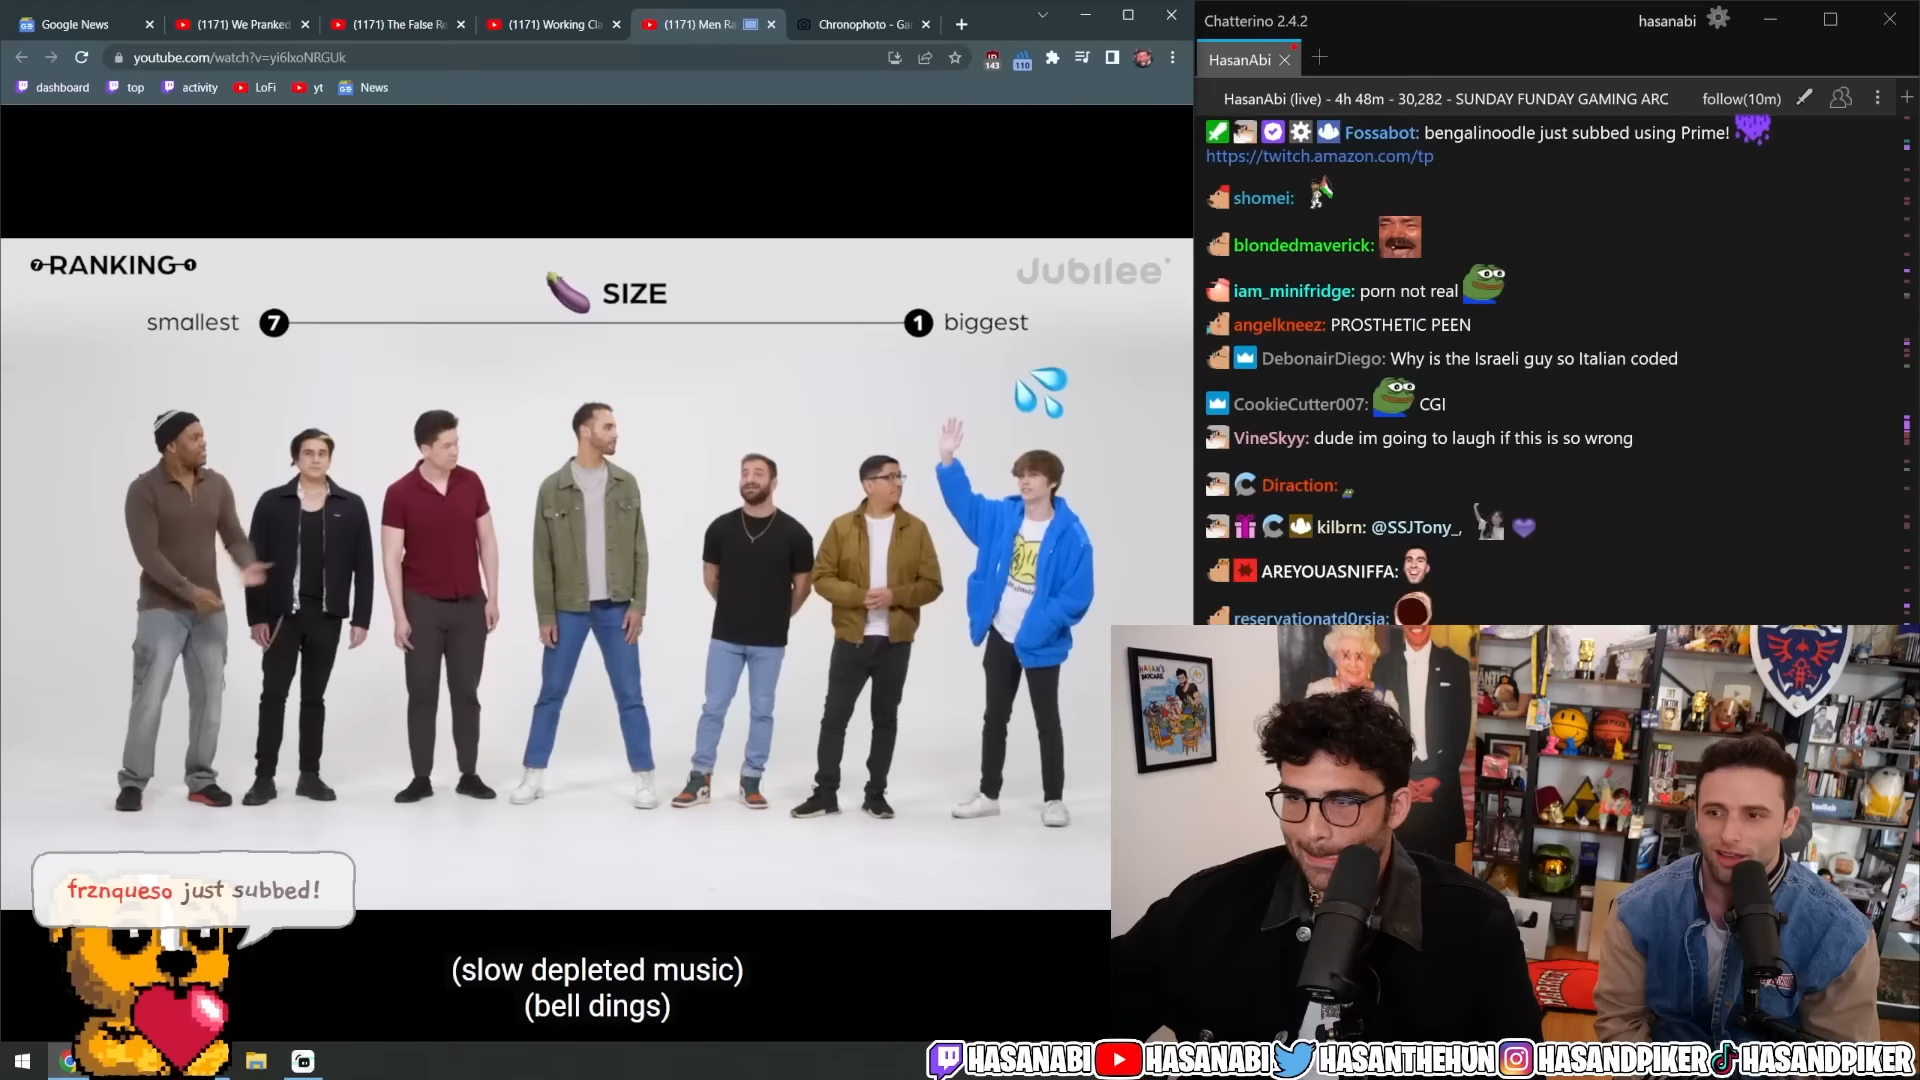 Google News
(1171) We Pranked
(1171) The False Re
(1171) Working Cla
(1171) Men Ra
Chronophoto - Ga
youtube.com/watch?v=yi6lxoNRGUk
143
110
dashboard
top
activity
LoFi
yt
News
7-RANKING-1
Jubilee
SIZE
smallest 7
1 biggest
frznqueso just subbed!
(slow depleted music)
(bell dings)
Chatterino 2.4.2
hasanabi
HasanAbi
HasanAbi (live) - 4h 48m - 30,282 - SUNDAY FUNDAY GAMING ARC
follow(10m)
Fossabot: bengalinoodle just subbed using Prime!
https://twitch.amazon.com/tp
shomei:
blondedmaverick:
iam_minifridge: porn not real
angelkneez: PROSTHETIC PEEN
DebonairDiego: Why is the Israeli guy so Italian coded
CookieCutter007: CGI
VineSkyy: dude im going to laugh if this is so wrong
Diraction:
kilbrn: @SSJTony_,
AREYOUASNIFFA:
reservationatd0rsia:
HASAN'S
DAYCARE
HASANABI
HASANABI
HASANTHEHUN
HASANDPIKER
HASANDPIKER